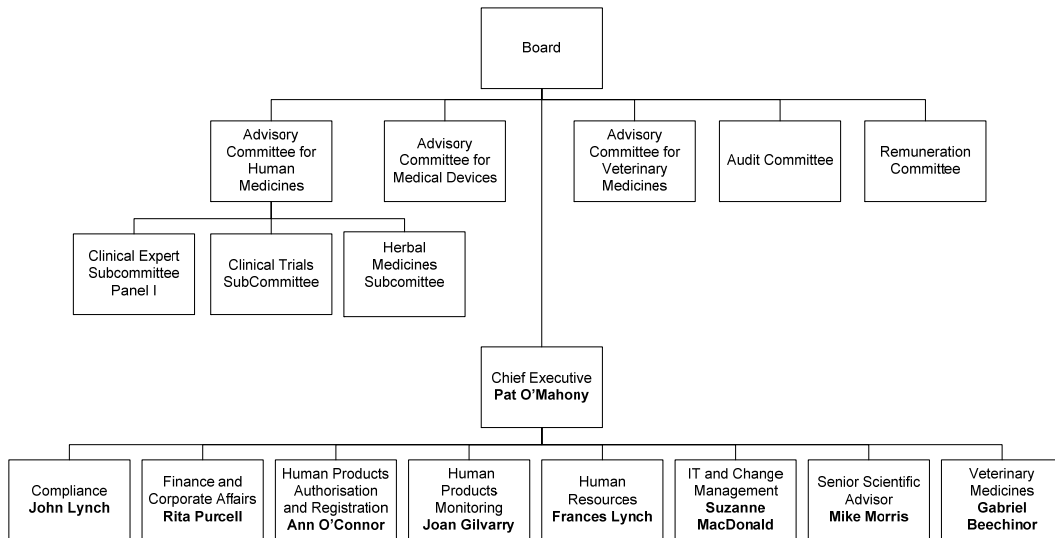 Board
Advisory
Committee for
Human
Medicines
Advisory
Committee for
Medical Devices
Advisory
Committee for
Veterinary
Medicines
Audit Committee
Remuneration
Committee
Clinical Expert
Subcommittee
Panel I
Clinical Trials
SubCommittee
Herbal
Medicines
Subcomittee
Chief Executive
Pat O’Mahony
Compliance
John Lynch
Finance and
Corporate Affairs
Rita Purcell
Human Products
Authorisation
and Registration
Ann O’Connor
Human
Products
Monitoring
Joan Gilvarry
Human
Resources
Frances Lynch
IT and Change
Management
Suzanne
MacDonald
Senior Scientific
Advisor
Mike Morris
Veterinary
Medicines
Gabriel
Beechinor